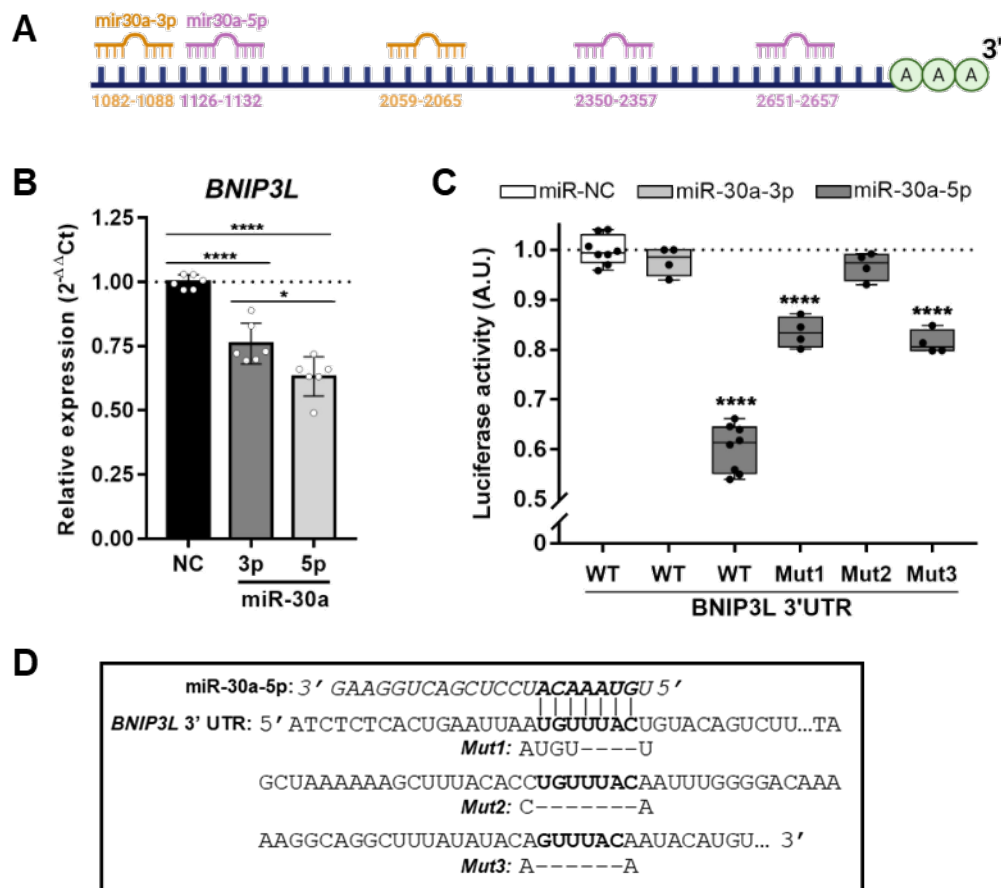 A
mir30a-3p mir30a-5p
3'
A A A
1082-1088 1126-1132 2059-2065 2350-2357 2651-2657
B
BNIP3L
Relative expression (2^-ΔΔCt)
1.25
1.00
0.75
0.50
0.25
0.00
****
****
*
NC 3p 5p
miR-30a
C
miR-NC miR-30a-3p miR-30a-5p
Luciferase activity (A.U.)
1.0
0.9
0.8
0.7
0.6
0.5
0
****
****
****
WT WT WT Mut1 Mut2 Mut3
BNIP3L 3'UTR
D
miR-30a-5p: 3' GAAGGUCAGCUCCUACAAAUGU 5'
BNIP3L 3' UTR: 5' ATCTCTCACTGAATUAAUGUUUACUGUACAGUCUU...TA
Mut1: AUGU----U
GCUAAAAAAGCUUUACACCUGUUUACAAUUUGGGGACAAA
Mut2: C-------A
AAGGCAGGCUUUAUAUACAGUUUACAAUACAUGU... 3'
Mut3: A------A